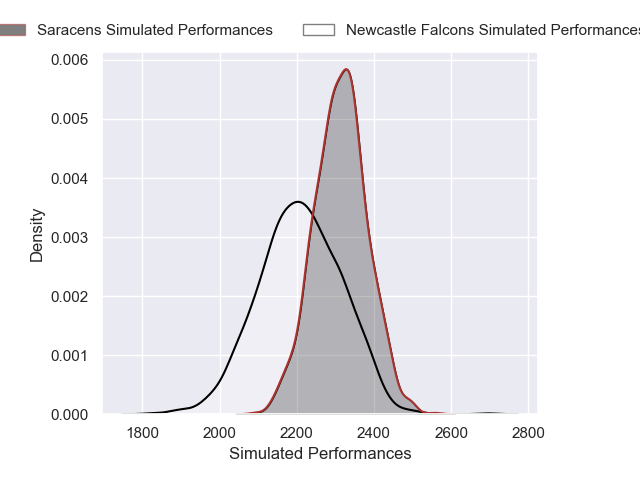 Saracens Simulated Performances Newcastle Falcons Simulated Performances
0.006
0.005
0.004
0.003
0.002
0.001
0.000
Density
1800 2000 2200 2400 2600 2800
Simulated Performances